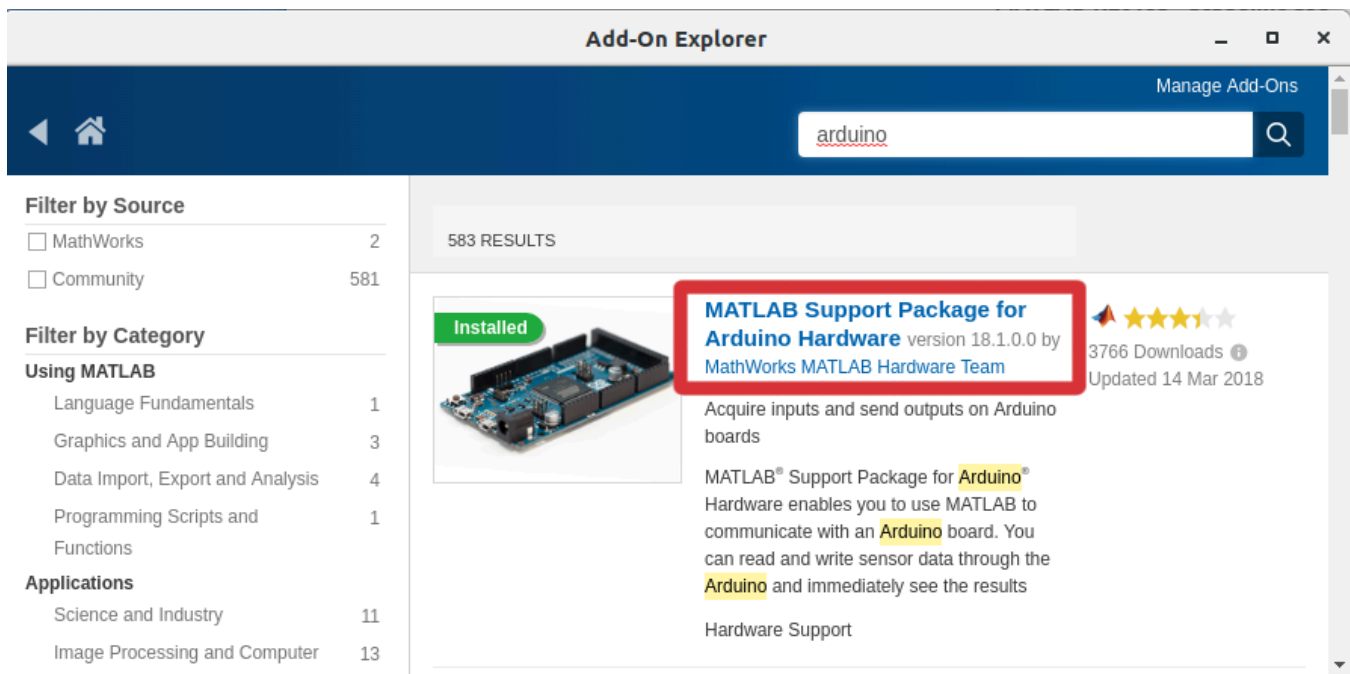 Add-On Explorer
Manage Add-Ons
arduino
Filter by Source
MathWorks 2
Community 581
Filter by Category
Using MATLAB
Language Fundamentals 1
Graphics and App Building 3
Data Import, Export and Analysis 4
Programming Scripts and 1
Functions
Applications
Science and Industry 11
Image Processing and Computer 13
583 RESULTS
Installed
MATLAB Support Package for
Arduino Hardware version 18.1.0.0 by
MathWorks MATLAB Hardware Team
3766 Downloads
Updated 14 Mar 2018
Acquire inputs and send outputs on Arduino
boards
MATLAB® Support Package for Arduino®
Hardware enables you to use MATLAB to
communicate with an Arduino board. You
can read and write sensor data through the
Arduino and immediately see the results
Hardware Support